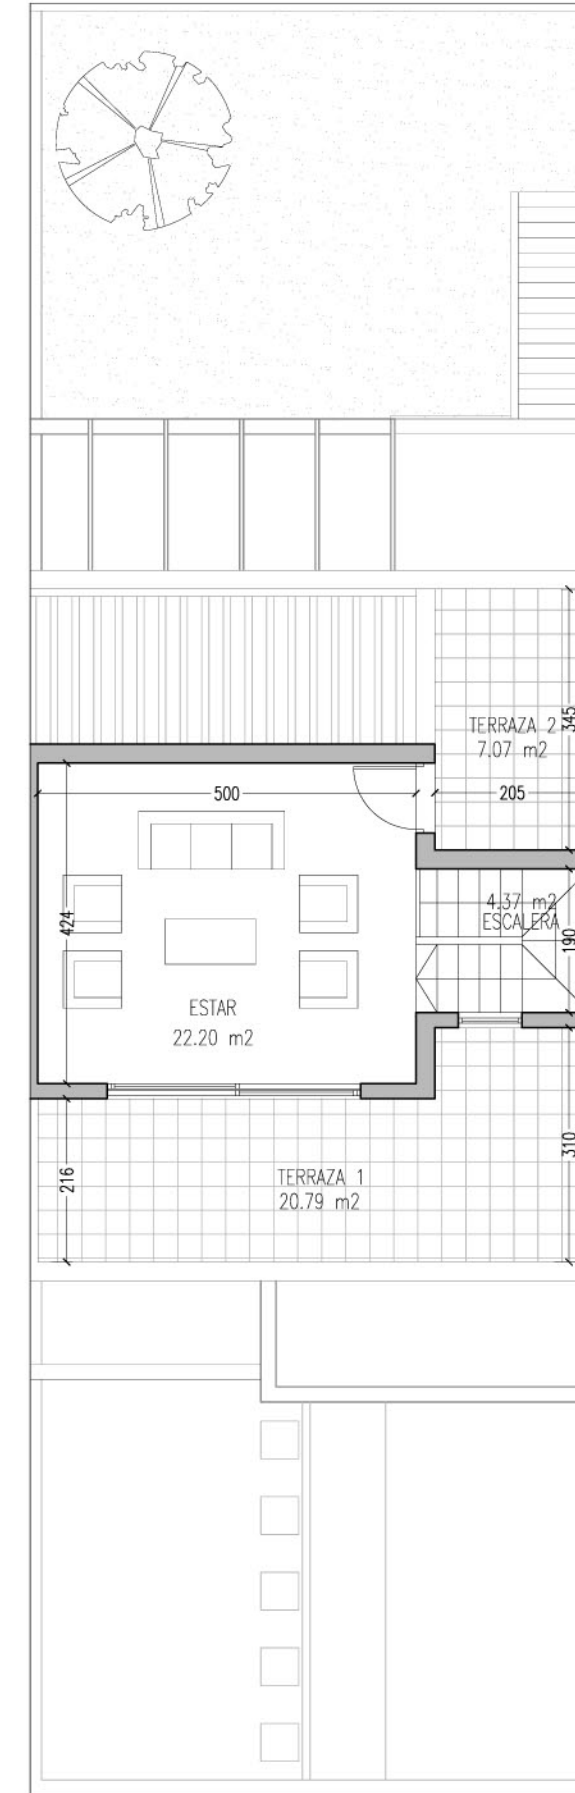 TERRAZA 2
7.07 m2
345
500
205
424
4.37 m2
ESCALERA
190
ESTAR
22.20 m2
216
TERRAZA 1
20.79 m2
310